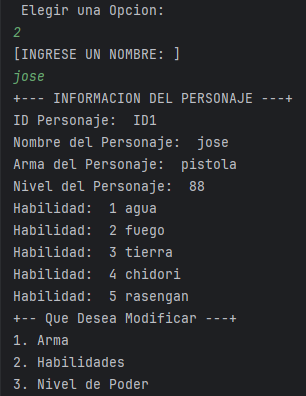 Elegir una Opcion:
2
[INGRESE UN NOMBRE: ]
jose
+--- INFORMACION DEL PERSONAJE ---+
ID Personaje:  ID1
Nombre del Personaje:  jose
Arma del Personaje:  pistola
Nivel del Personaje:  88
Habilidad:  1 agua
Habilidad:  2 fuego
Habilidad:  3 tierra
Habilidad:  4 chidori
Habilidad:  5 rasengan
+-- Que Desea Modificar ---+
1. Arma
2. Habilidades
3. Nivel de Poder